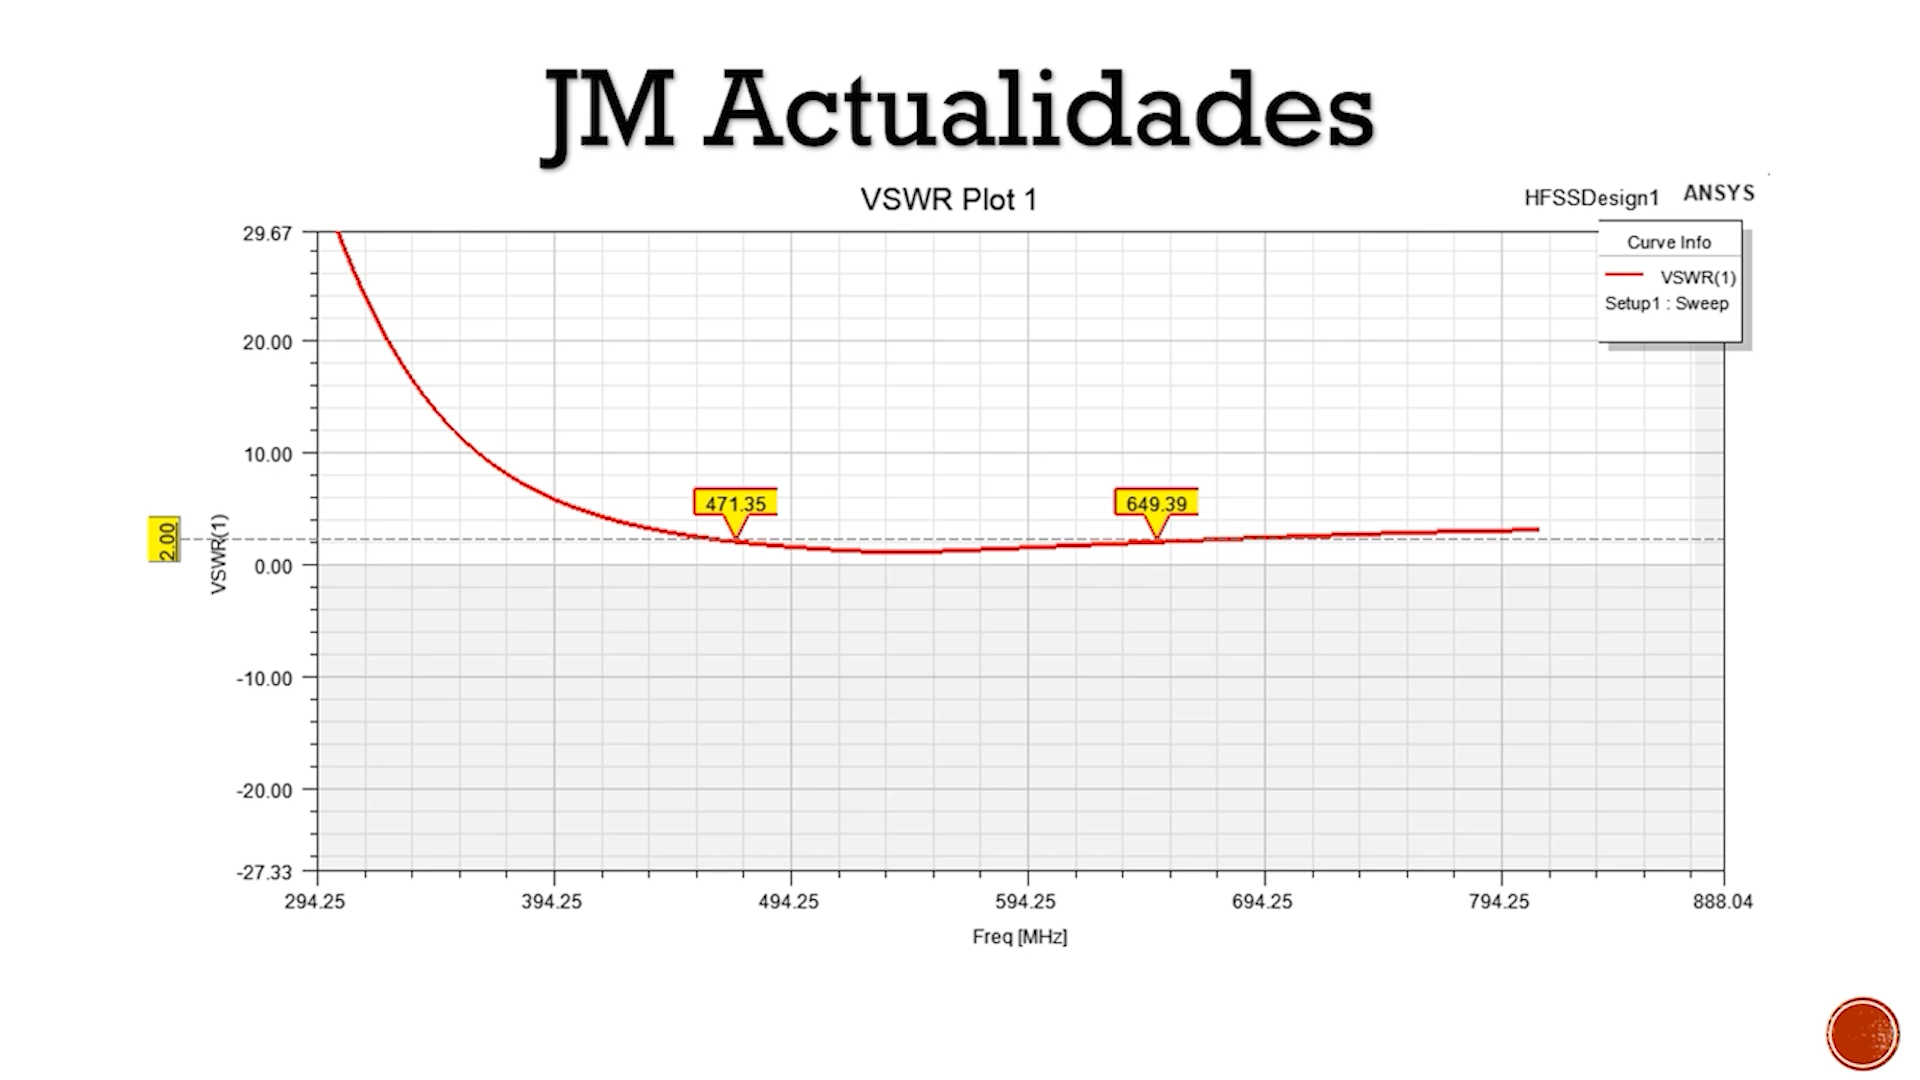 JM Actualidades
VSWR Plot 1
HFSSDesign1
ANSYS
Curve Info
VSWR(1)
Setup1 : Sweep
29.67
20.00
10.00
0.00
-10.00
-20.00
-27.33
VSWR(1)
2.00
471.35
649.39
294.25
394.25
494.25
594.25
694.25
794.25
888.04
Freq [MHz]